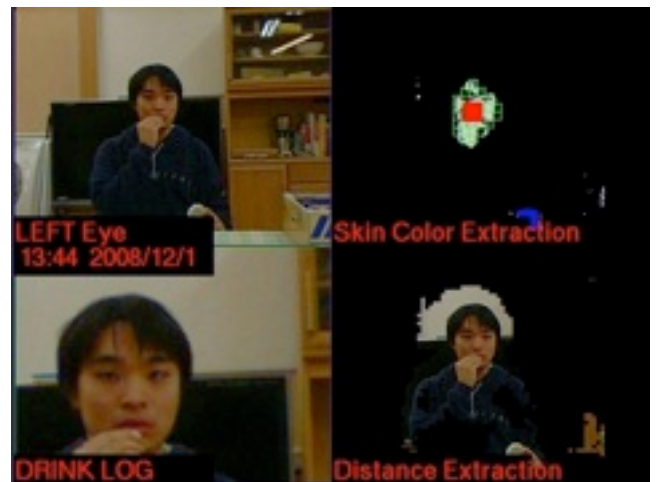 LEFT Eye
13:44 2008/12/1
Skin Color Extraction
DRINK LOG
Distance Extraction